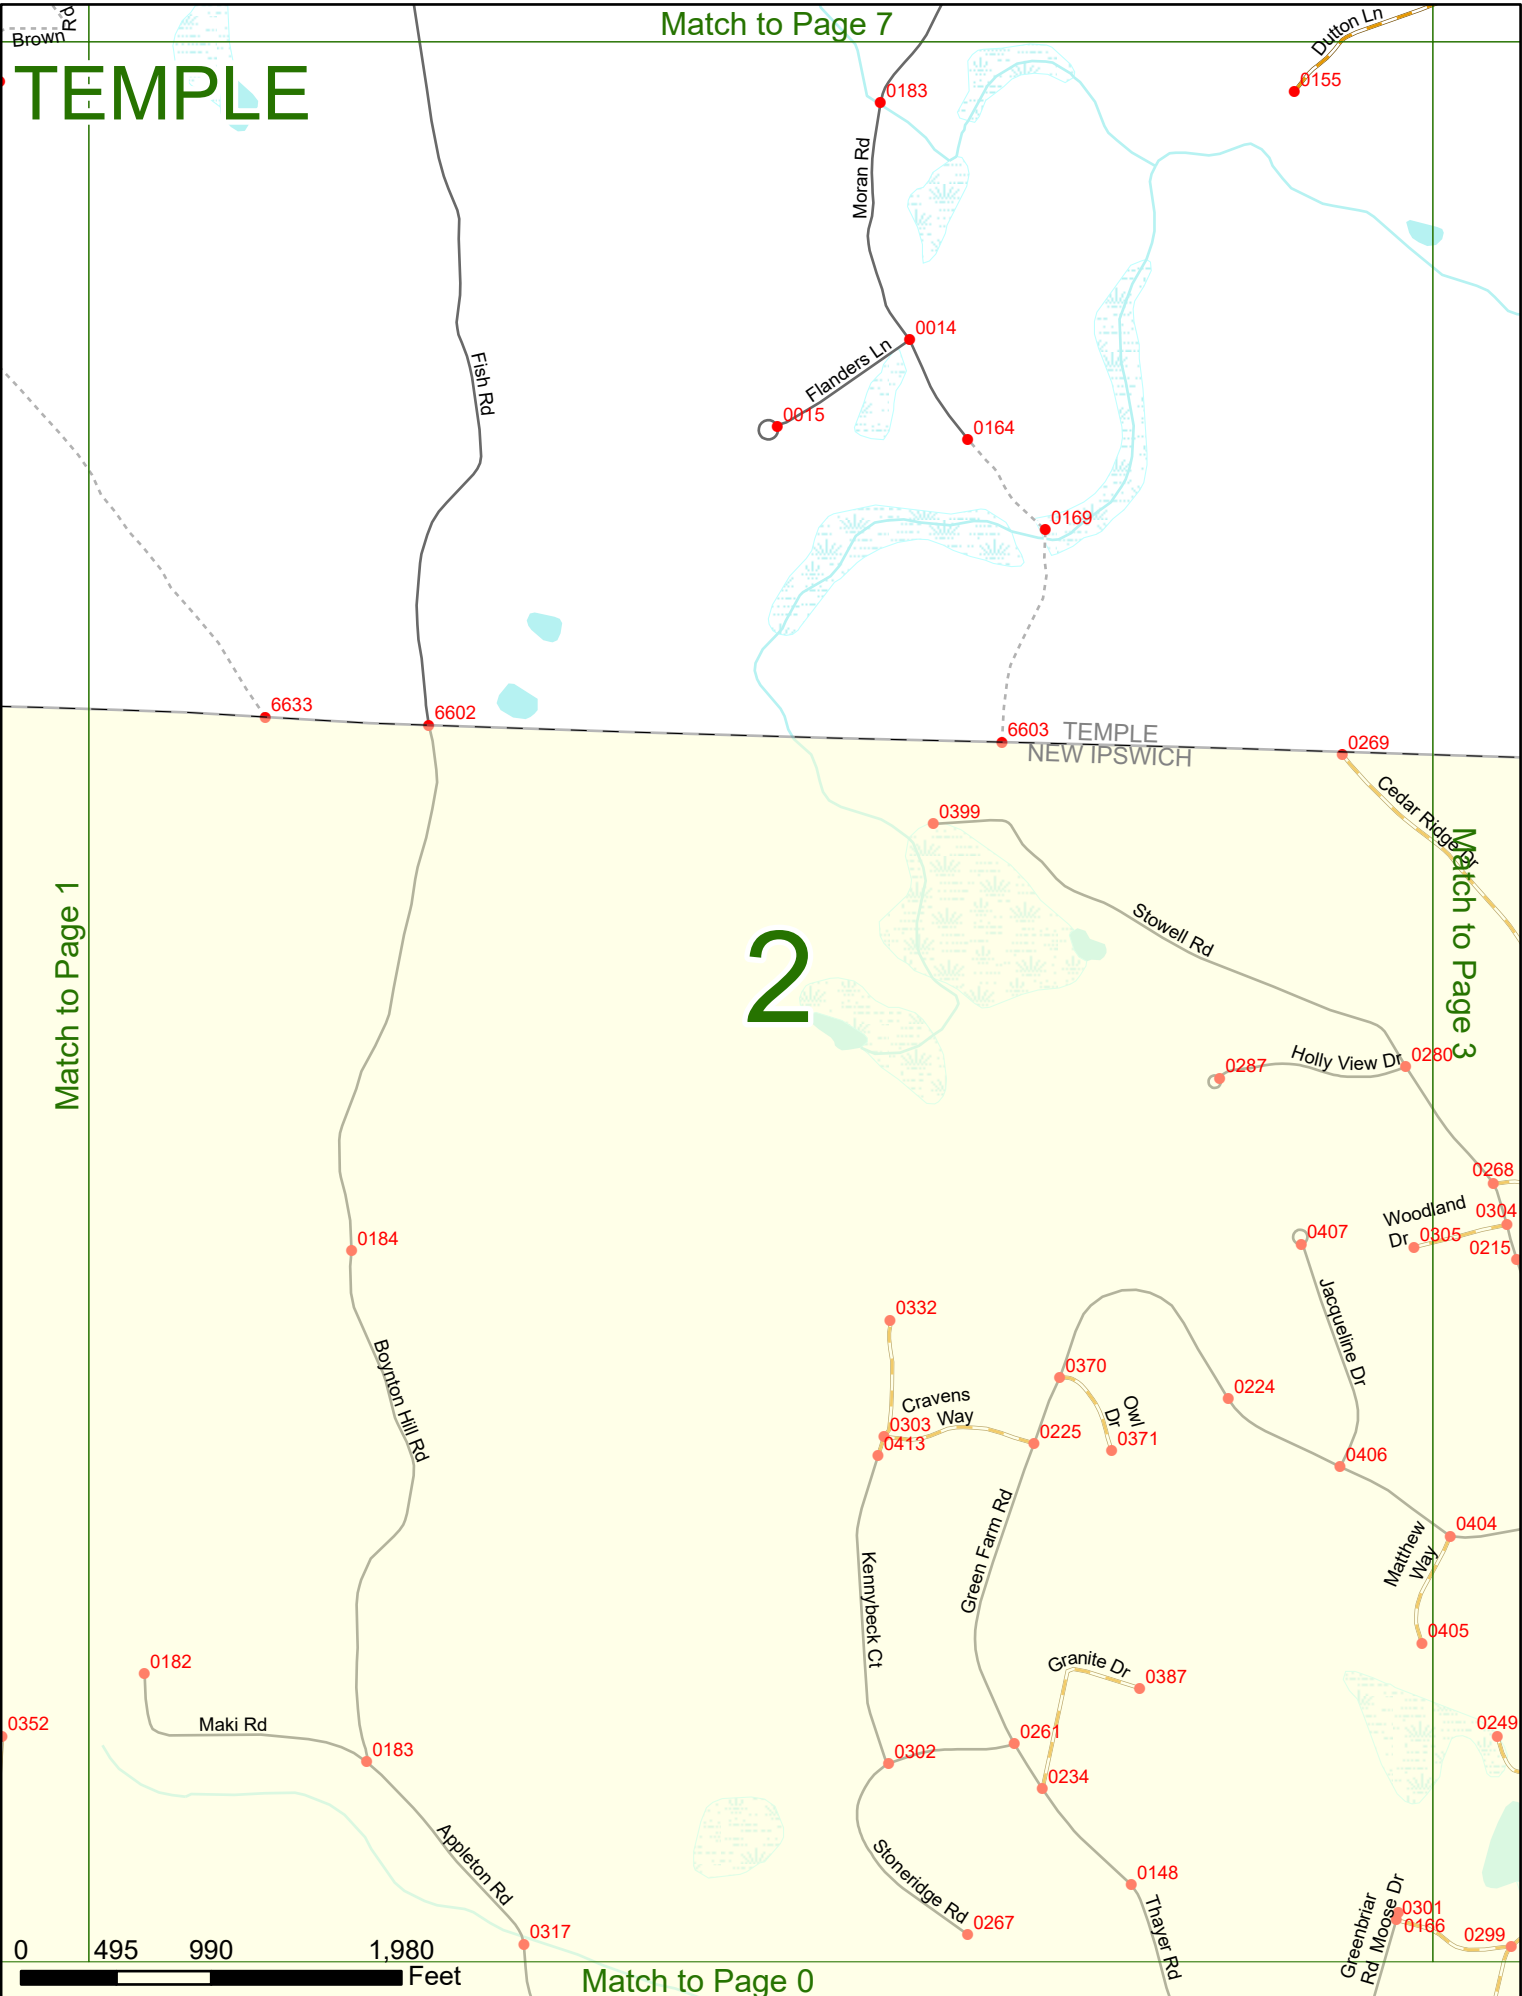 Match to Page 7
Dutton Ln
Rd
Brown
TEMPLE
0155
0183
Moran Rd
0014
Flanders Ln
Fish Rd
0015
0164
0169
6633
6602
6603
TEMPLE
NEW IPSWICH
0269
Cedar Ridge Dr
0399
Match to Page 1
Match to Page 3
Stowell Rd
2
Holly View Dr
0280
0287
0268
Woodland
Dr
0304
0305
0215
0407
0184
Jacqueline Dr
0332
Boynton Hill Rd
0370
0224
Cravens
Way
Owl
Dr
0303
0413
0225
0371
0406
0404
Matthew
Way
Green Farm Rd
Kennybeck Ct
0405
0182
Granite Dr
0387
0352
Maki Rd
0249
0183
0302
0261
0234
Appleton Rd
Stoneridge Rd
0148
Thayer Rd
Greenbriar
Rd
Moose Dr
0301
0166
0299
0267
0317
0 495 990 1,980
Feet
Match to Page 0